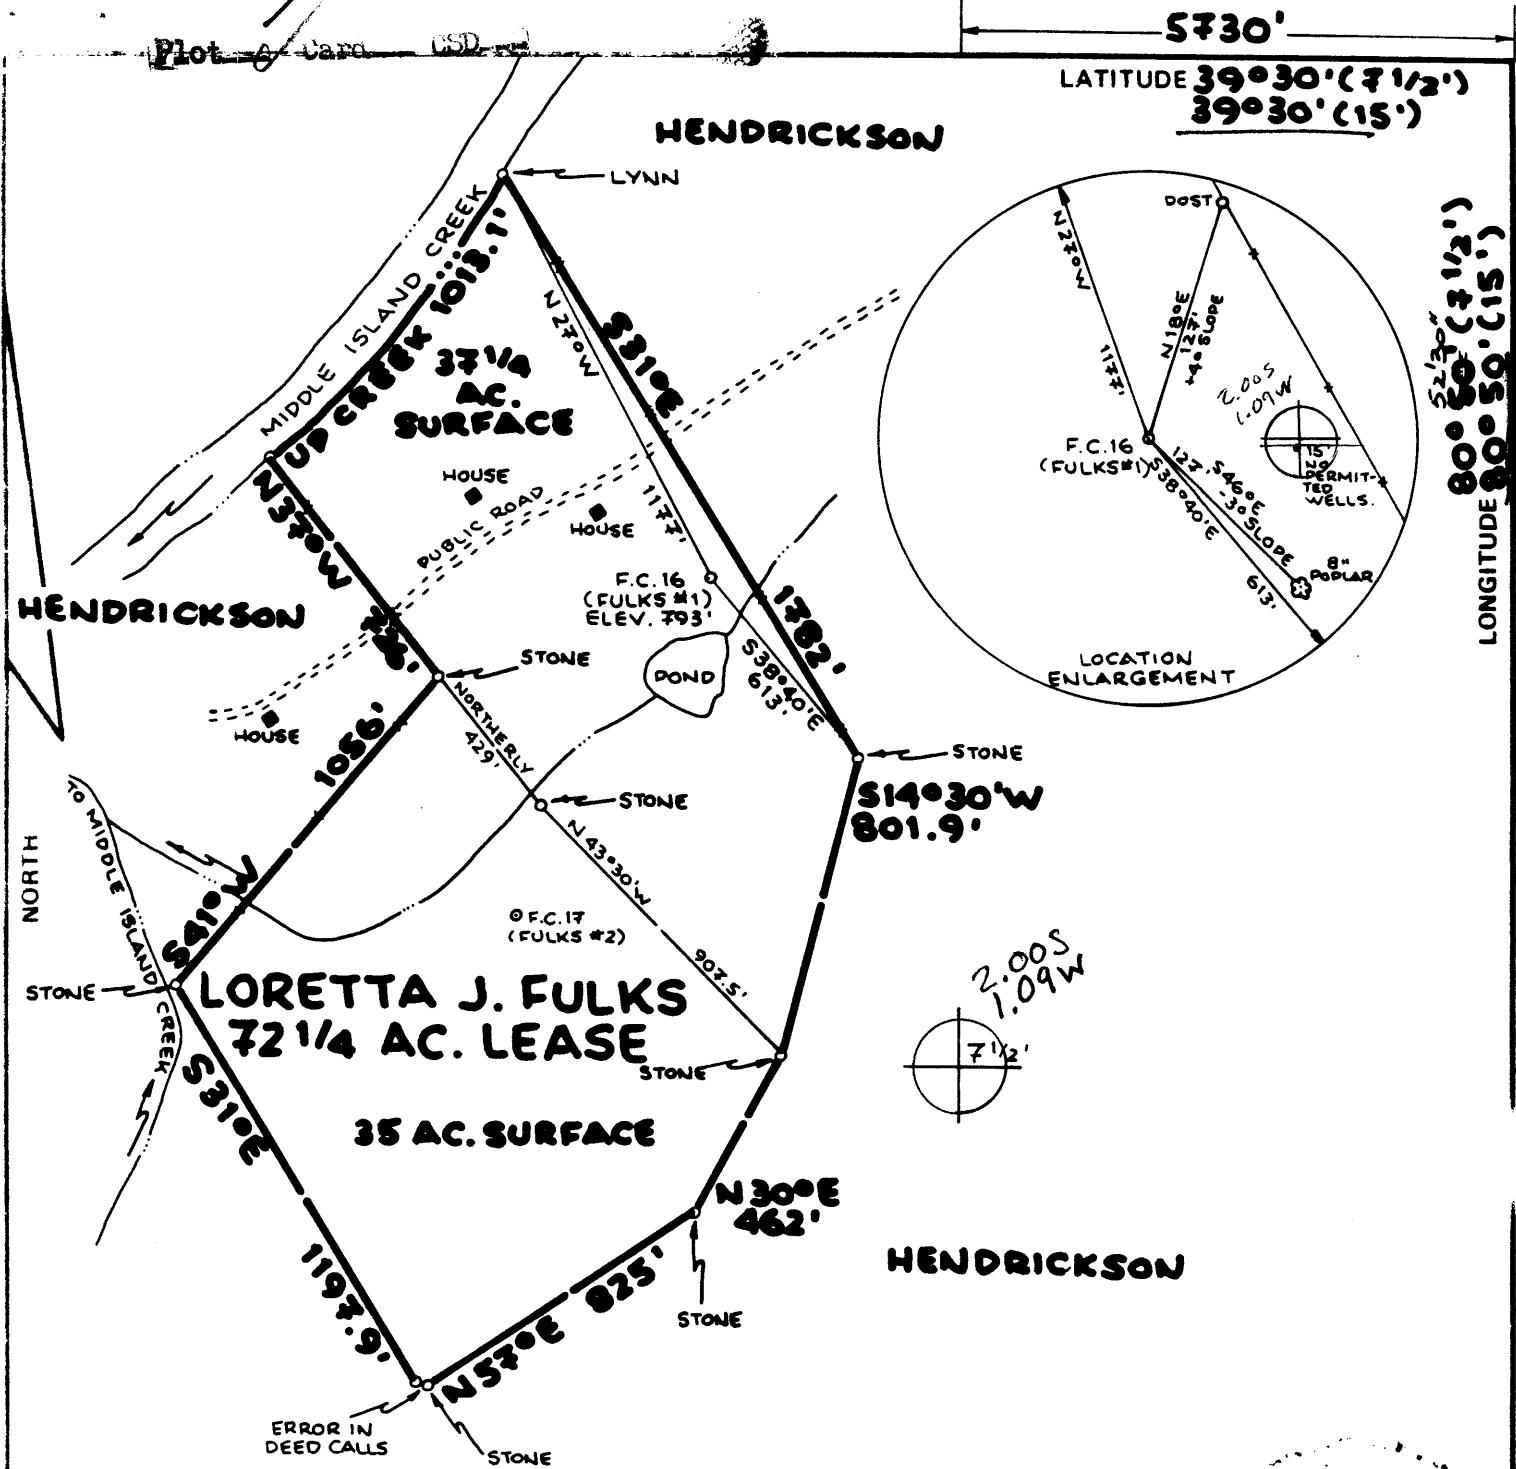 Plot Card CSD
5730'
LATITUDE 39°30' (7 1/2')
39°30' (15')
HENDRICKSON
LYNN
MIDDLE ISLAND CREEK
UP CREEK ... 1013.1'
N 27°W
1177'
S31°E
1782'
37 1/4
AC.
SURFACE
HOUSE
PUBLIC ROAD
HOUSE
N37°W
HENDRICKSON
F.C.16
(FULKS #1)
ELEV. 793'
STONE
POND
S38°40'E
613'
HOUSE
NORTHERLY
429'
STONE
STONE
S14°30'W
801.9'
1056'
S41°W
NORTH
TO MIDDLE ISLAND CREEK
N 43°30'W
907.5'
F.C.17
(FULKS #2)
STONE
LORETTA J. FULKS
72 1/4 AC. LEASE
STONE
35 AC. SURFACE
S31°E
1197.9'
N30°E
462'
STONE
N57°E 825'
ERROR IN
DEED CALLS
STONE
HENDRICKSON
2.00S
1.09W
7 1/2'
DOST
N 27°W
1177'
N 18°E
127'
+4° SLOPE
2.00S
1.09W
F.C.16
(FULKS #1)
127' S46°E
-3° SLOPE
S38°40'E
613'
15'
NO
PERMIT-
TED
WELLS.
8"
POPLAR
LOCATION
ENLARGEMENT
52'30"
80°50' (7 1/2')
LONGITUDE 80°50' (15')